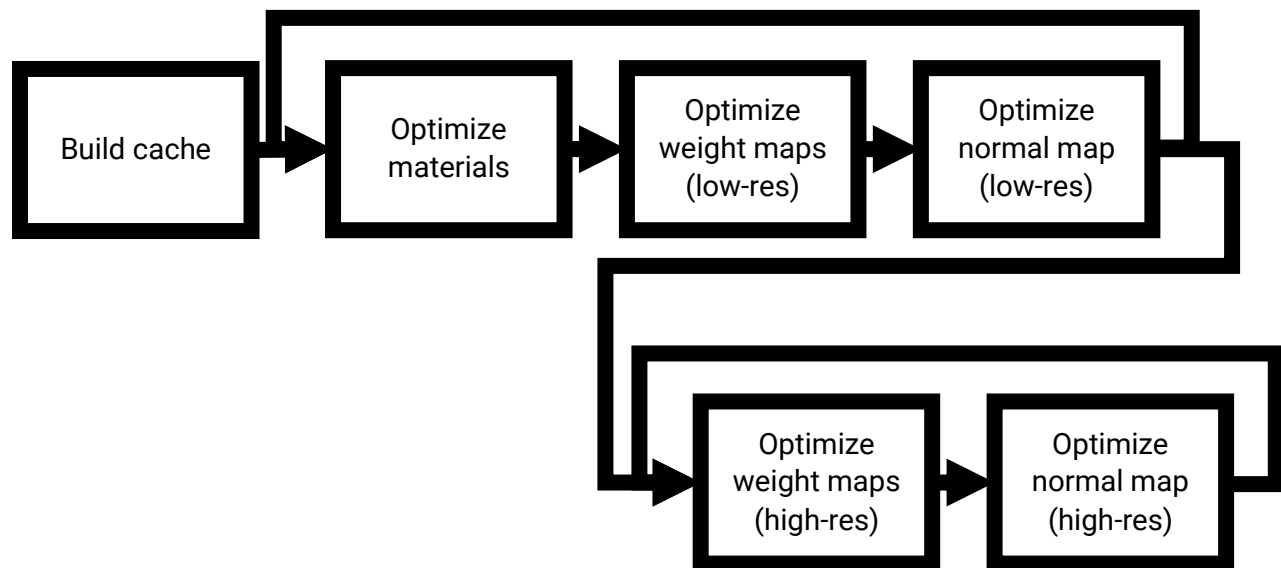 Build cache
Optimize
materials
Optimize
weight maps
(low-res)
Optimize
normal map
(low-res)
Optimize
weight maps
(high-res)
Optimize
normal map
(high-res)